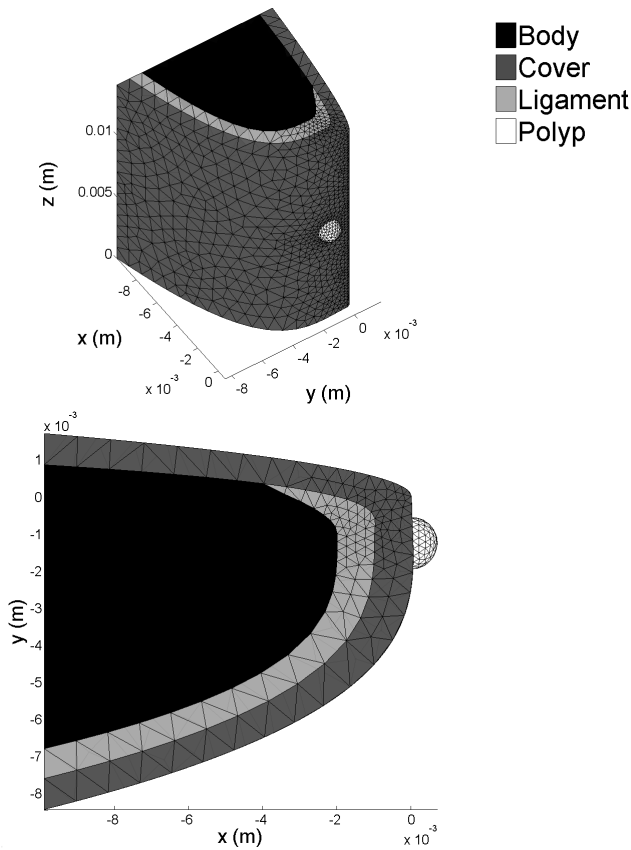 Body
Cover
Ligament
Polyp
0.01
0.005
0
z (m)
-8
-6
-4
-2
0
x (m)
x 10⁻³
-8
-6
-4
-2
0
x 10⁻³
y (m)
x 10⁻³
1
0
-1
-2
-3
-4
-5
-6
-7
-8
y (m)
-8
-6
-4
-2
0
x (m)
x 10⁻³